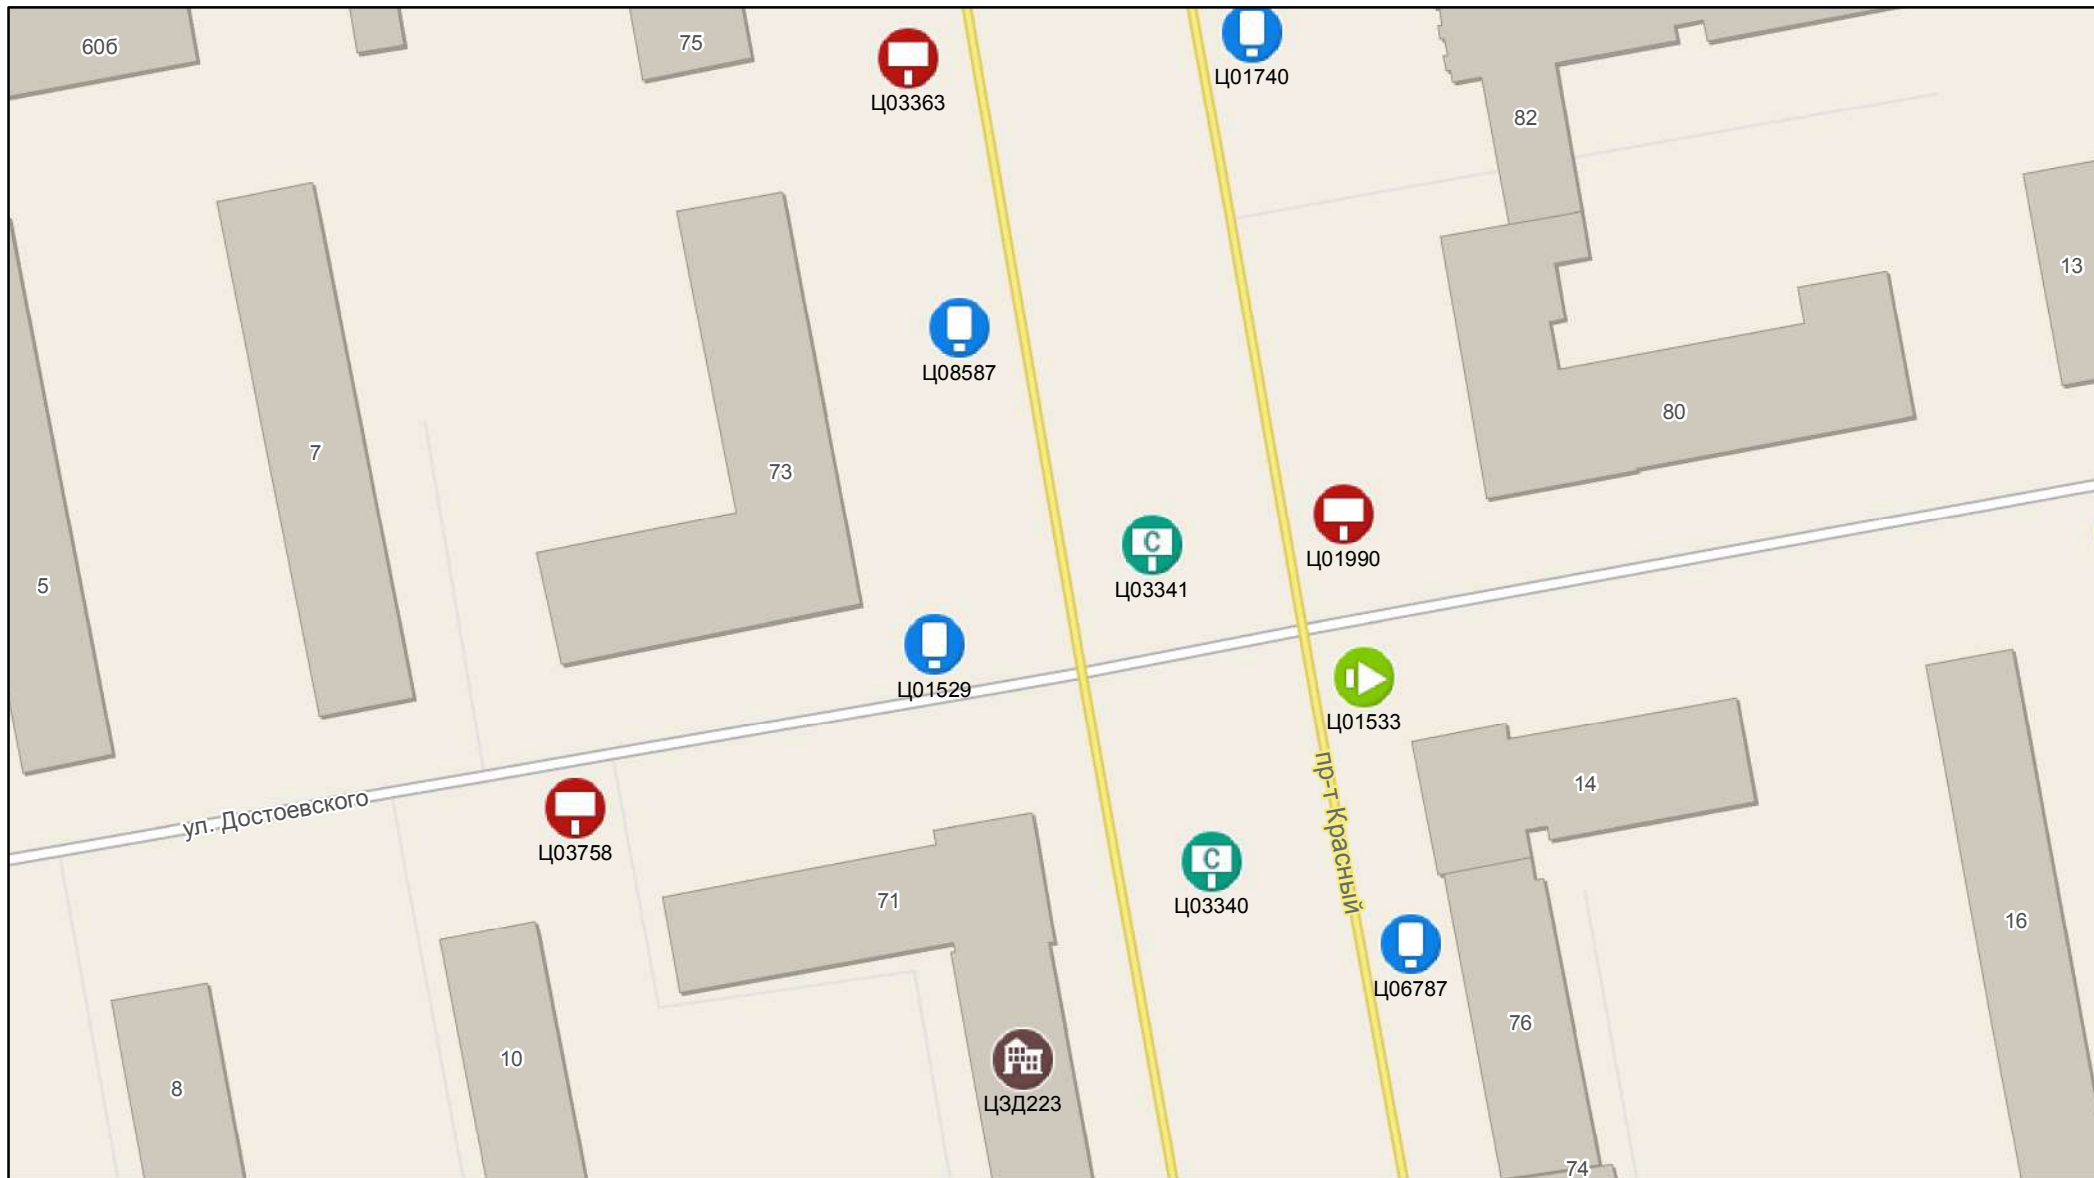 60б
75
Ц03363
Ц01740
82
13
Ц08587
7
73
80
Ц01990
Ц03341
5
Ц01529
Ц01533
пр-т Красный
14
ул. Достоевского
Ц03758
71
Ц03340
16
Ц06787
76
10
8
ЦЗД223
74
С
С